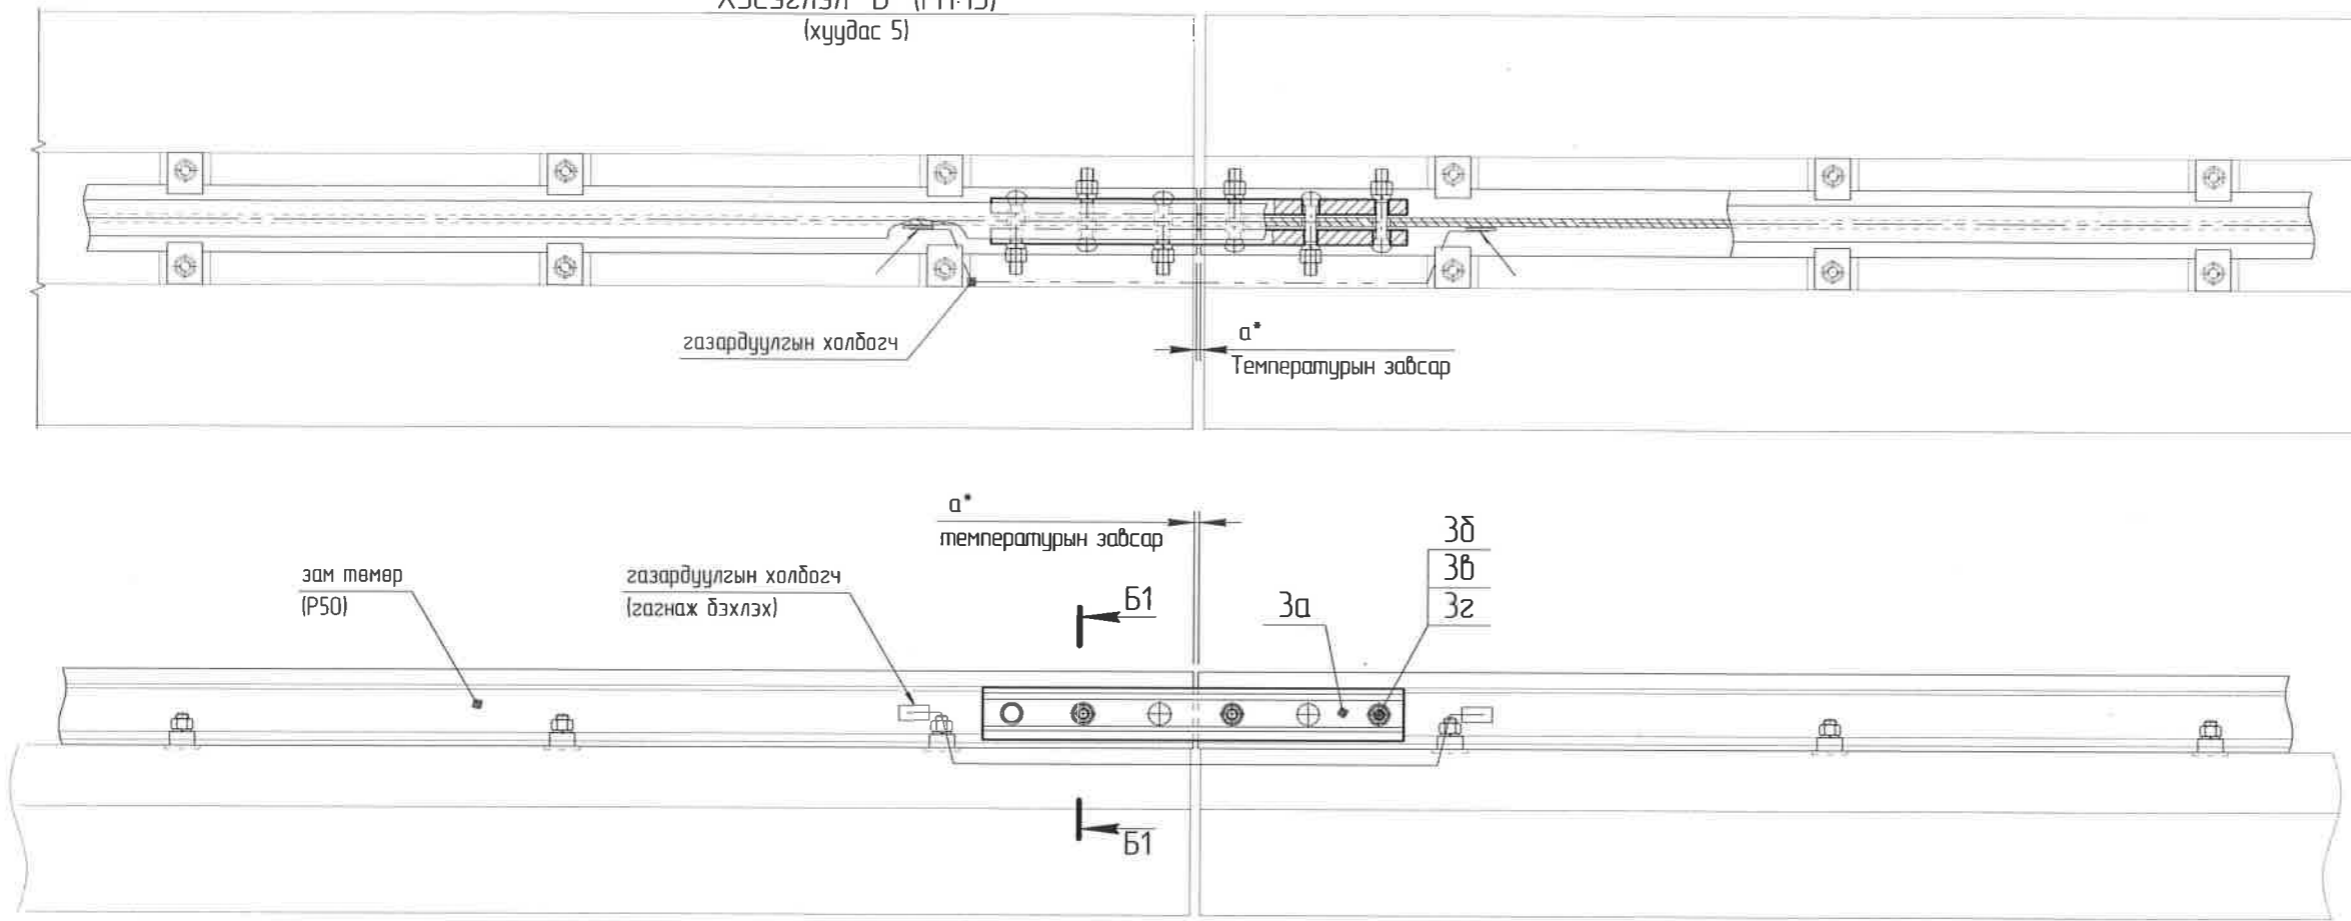 (хуудас 5)
газардуулгын холбогч
а*
Температурын завсар
а*
температурын завсар
зам төмөр
(Р50)
газардуулгын холбогч
(гагнаж бэхлэх)
Б1
3а
3б
3в
3г
Б1